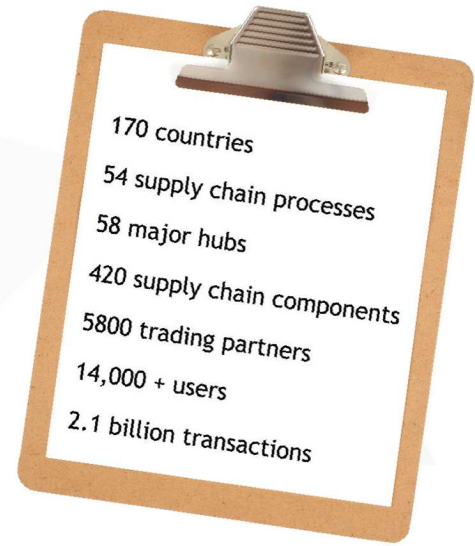 170 countries
54 supply chain processes
58 major hubs
420 supply chain components
5800 trading partners
14,000 + users
2.1 billion transactions